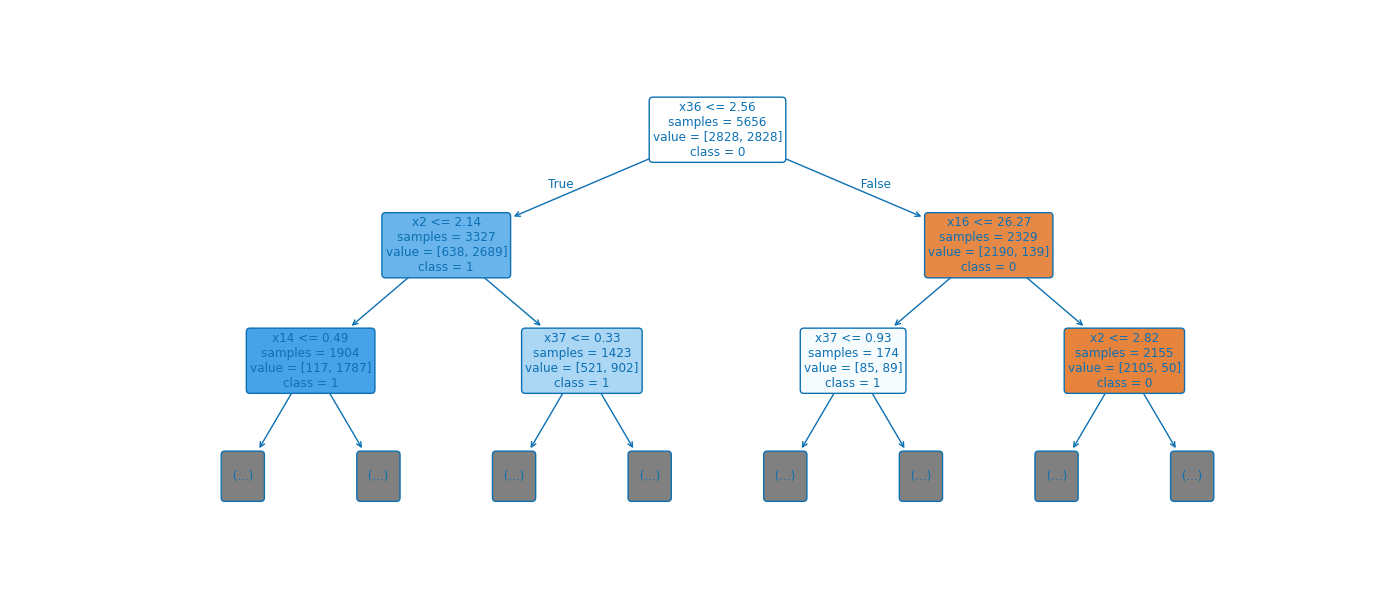 x36 <= 2.56
samples = 5656
value = [2828, 2828]
class = 0
True
False
x2 <= 2.14
samples = 3327
value = [638, 2689]
class = 1
x16 <= 26.27
samples = 2329
value = [2190, 139]
class = 0
x14 <= 0.49
samples = 1904
value = [117, 1787]
class = 1
x37 <= 0.33
samples = 1423
value = [521, 902]
class = 1
x37 <= 0.93
samples = 174
value = [85, 89]
class = 1
x2 <= 2.82
samples = 2155
value = [2105, 50]
class = 0
(...)
(...)
(...)
(...)
(...)
(...)
(...)
(...)